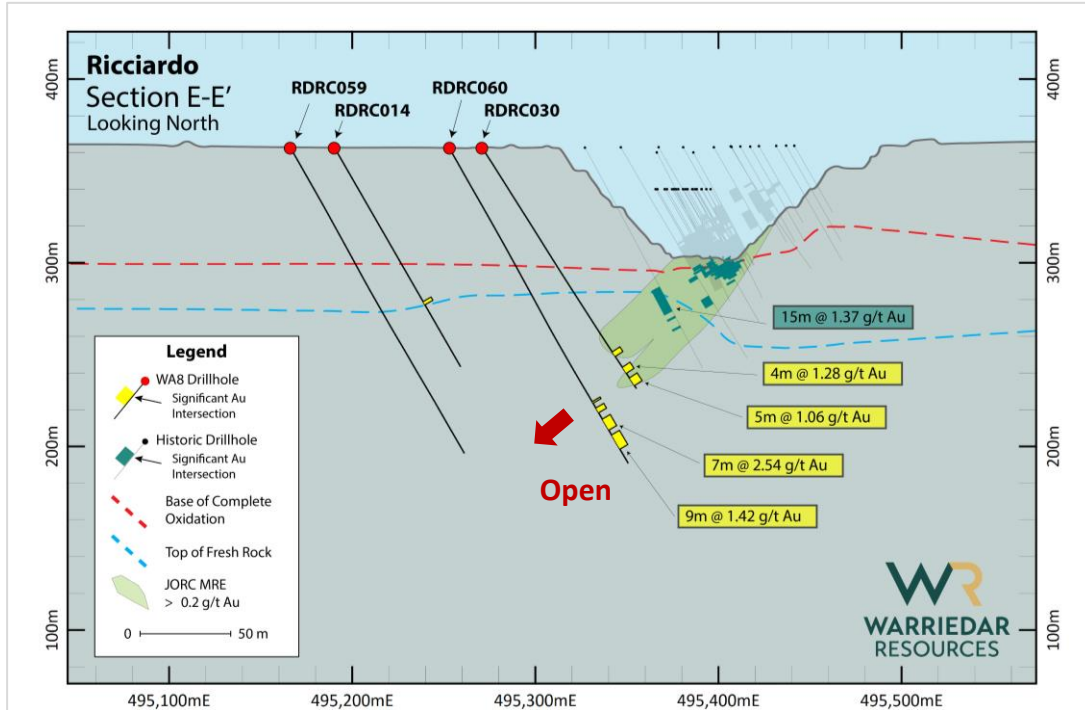 Ricciardo
Section E-E'
Looking North
RDRC059
RDRC014
RDRC060
RDRC030
400m
300m
200m
100m
400m
300m
200m
100m
15m @ 1.37 g/t Au
4m @ 1.28 g/t Au
5m @ 1.06 g/t Au
7m @ 2.54 g/t Au
9m @ 1.42 g/t Au
Open
Legend
WA8 Drillhole
Significant Au
Intersection
Historic Drillhole
Significant Au
Intersection
Base of Complete
Oxidation
Top of Fresh Rock
JORC MRE
> 0.2 g/t Au
0 50 m
WR
WARRIEDAR
RESOURCES
495,100mE
495,200mE
495,300mE
495,400mE
495,500mE